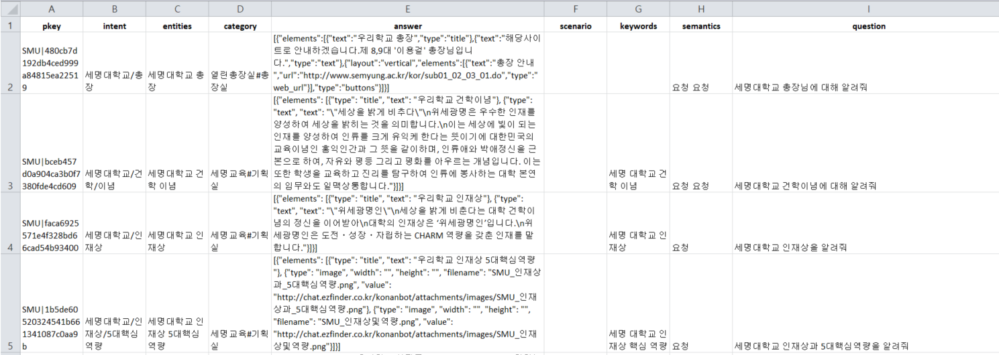 A B C D E F G H I
1 pkey intent entities category answer scenario keywords semantics question
[{"elements":[{"text":"우리학교 총장","type":"title"},{"text":"해당사이
SMU|480cb7d 트로 안내하겠습니다.제 8,9대 '이용걸' 총장님입니
192db4ced999 다.","type":"text"},{"layout":"vertical","elements":[{"text":"총장 안내
a84815ea2251 세명대학교/총 세명대학교 총 열린총장실#총 ","url":"http://www.semyung.ac.kr/kor/sub01_02_03_01.do","type":"
2 9 장 장 장실 web_url"}],"type":"buttons"}]}] 요청 요청 세명대학교 총장님에 대해 알려줘
[{"elements": [{"type": "title", "text": "우리학교 건학이념"}, {"type":
"text", "text": "\"세상을 밝게 비추다\"\n위세광명은 우수한 인재를
양성하여 세상을 밝히는 것을 의미합니다.\n이는 세상에 빛이 되는
인재를 양성하여 인류를 크게 유익케 한다는 뜻이기에 대한민국의
교육이념인 홍익인간과 그 뜻을 같이하며, 인류애와 박애정신을 근
SMU|bceb457 본으로 하여, 자유와 평등 그리고 평화를 아우르는 개념입니다. 이는
d0a904ca3b0f7 세명대학교/건 세명대학교 건 세명교육#기획 또한 학생을 교육하고 진리를 탐구하여 인류에 봉사하는 대학 본연 세명 대학교 건
3 380fde4cd609 학/이념 학 이념 실 의 임무와도 일맥상통합니다."}]}] 학 이념 요청 요청 세명대학교 건학이념에 대해 알려줘
[{"elements": [{"type": "title", "text": "우리학교 인재상"}, {"type":
"text", "text": "\"위세광명인\"\n세상을 밝게 비춘다는 대학 건학이
SMU|faca6925 념의 정신을 이어받아\n대학의 인재상은 ‘위세광명인’입니다.\n위
571e4f328bd6 세명대학교/인 세명대학교 인 세명교육#기획 세광명인은 도전·성장·자립하는 CHARM 역량을 갖춘 인재를 말 세명 대학교 인
4 6cad54b93400 재상 재상 실 합니다."}]}] 재상 요청 세명대학교 인재상을 알려줘
[{"elements": [{"type": "title", "text": "우리학교 인재상 5대핵심역량
"}, {"type": "image", "width": "", "height": "", "filename": "SMU_인재상
과_5대핵심역량.png", "value":
"http://chat.ezfinder.co.kr/konanbot/attachments/images/SMU_인재
SMU|1b5de60 상과_5대핵심역량.png"}, {"type": "image", "width": "", "height": "",
520324541b66 세명대학교/인 세명대학교 인 "filename": "SMU_인재상및역량.png", "value":
1341087c0aa9 재상/5대핵심 재상 5대핵심 세명교육#기획 "http://chat.ezfinder.co.kr/konanbot/attachments/images/SMU_인재 세명 대학교 인
5 b 역량 역량 실 상및역량.png"}]}] 재상 핵심 역량 요청 세명대학교 인재상과 5대핵심역량을 알려줘